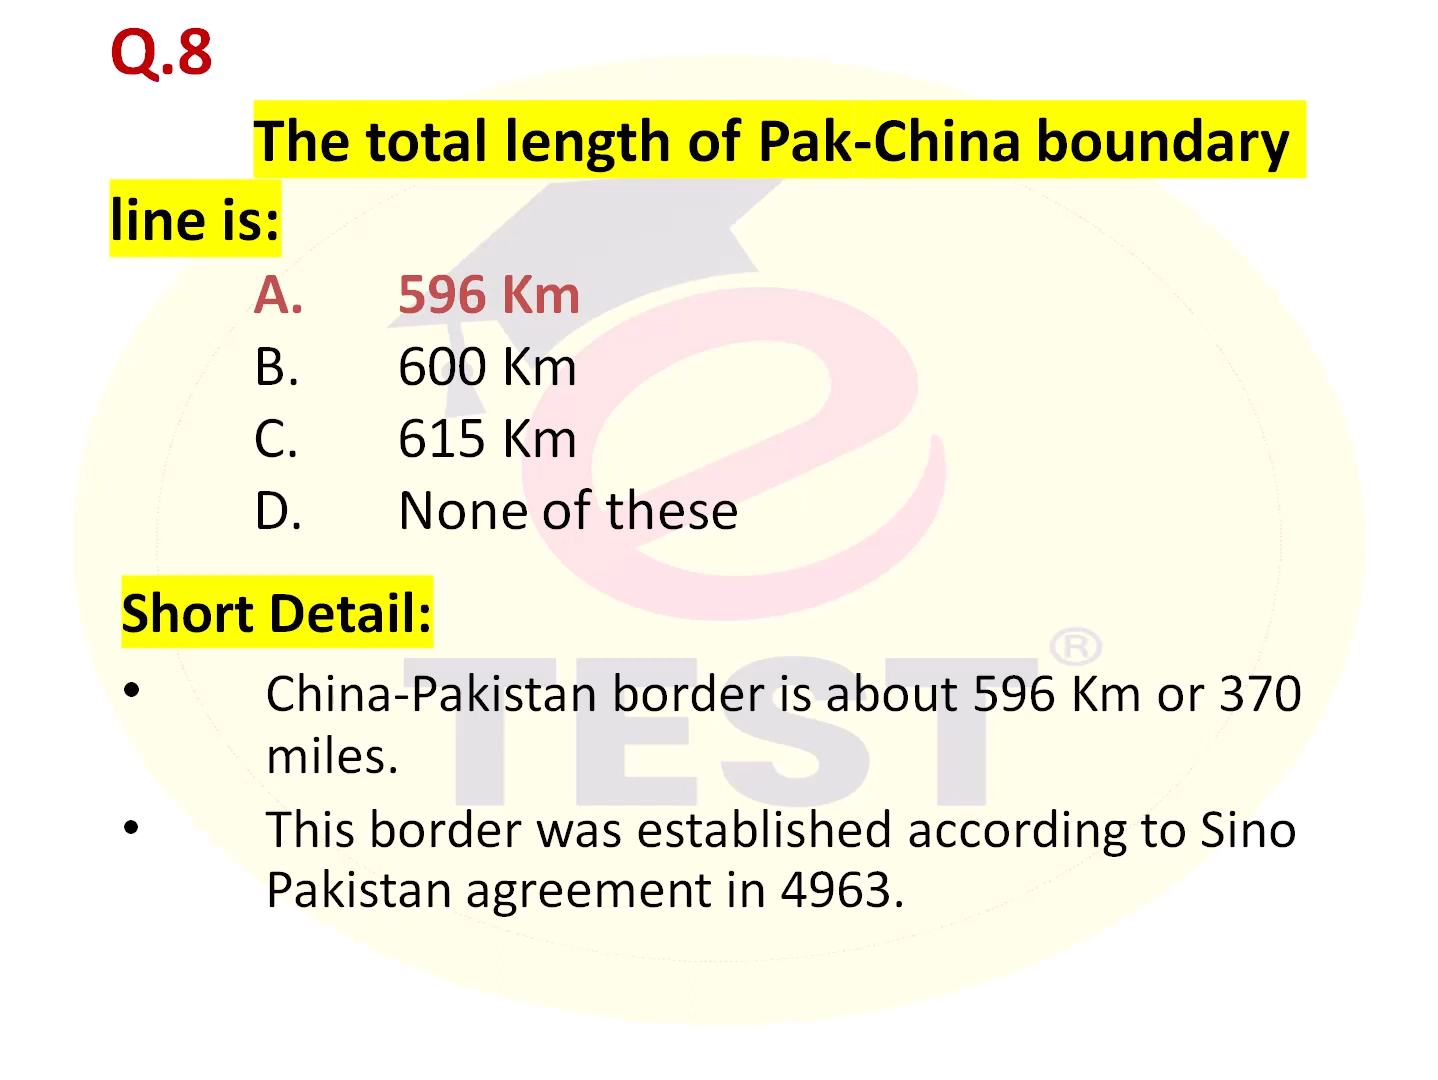 Q.8
The total length of Pak-China boundary
line is:
A. 596 Km
B. 600 Km
C. 615 Km
D. None of these
Short Detail:
• China-Pakistan border is about 596 Km or 370
miles.
• This border was established according to Sino
Pakistan agreement in 4963.
e
TEST®